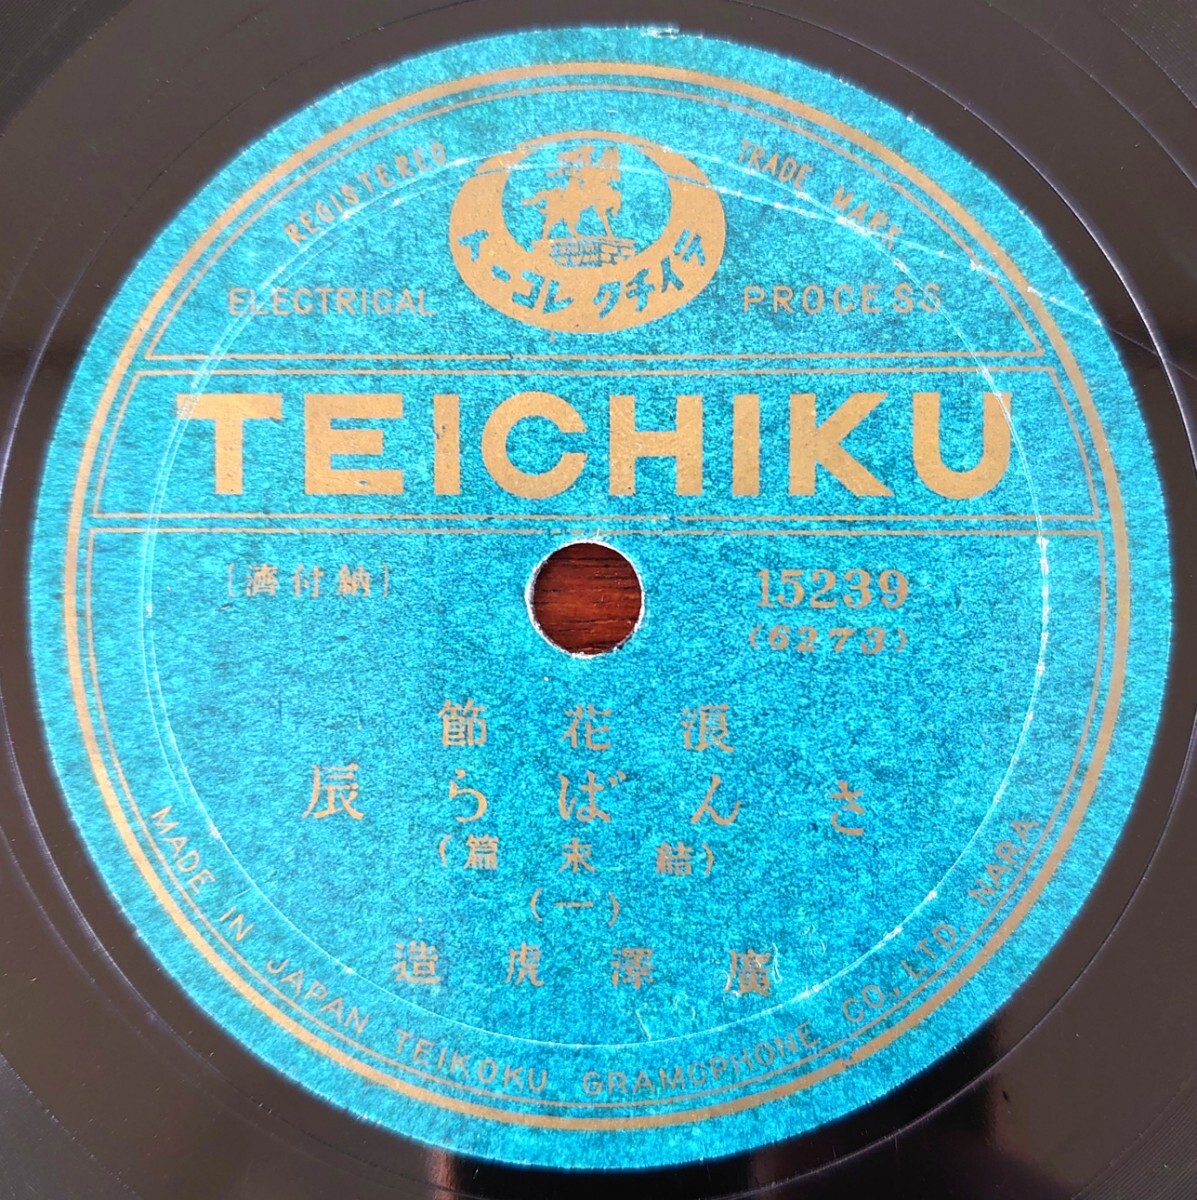 REGISTERED TRADE MARK
テイチクレコード
ELECTRICAL PROCESS
TEICHIKU
[納付濟]
15239
(6273)
浪花節
さんばら辰
(結末篇)
(一)
廣澤虎造
MADE IN JAPAN TEIKOKU GRAMOPHONE CO., LTD. NARA